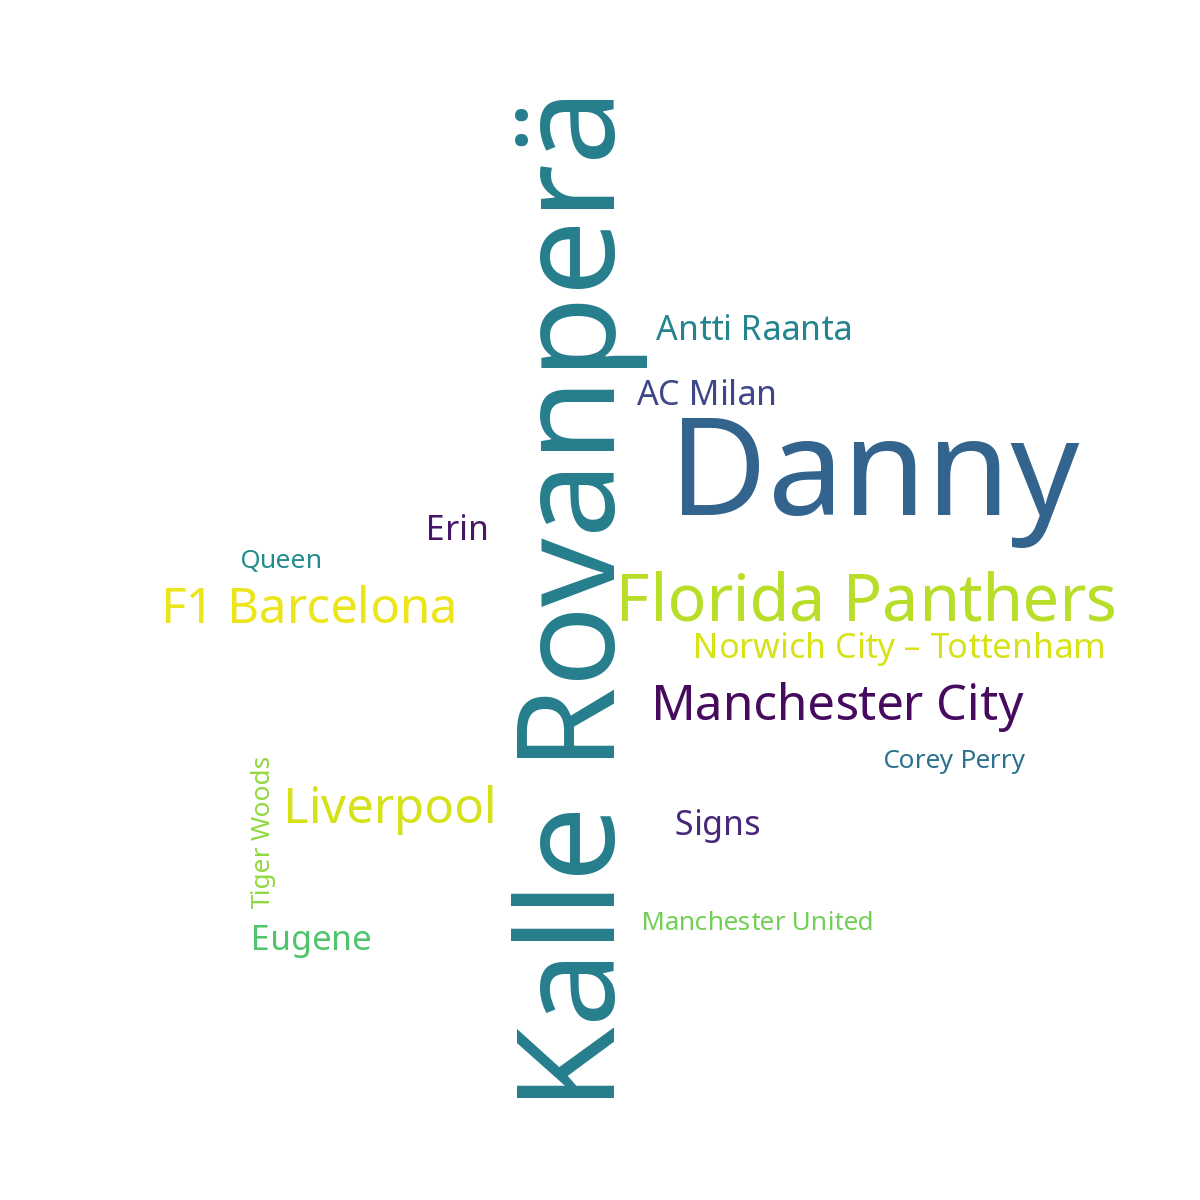 Kalle Rovanperä
Antti Raanta
AC Milan
Danny
Erin
Queen
F1 Barcelona
Florida Panthers
Norwich City – Tottenham
Manchester City
Corey Perry
Tiger Woods
Liverpool
Signs
Manchester United
Eugene